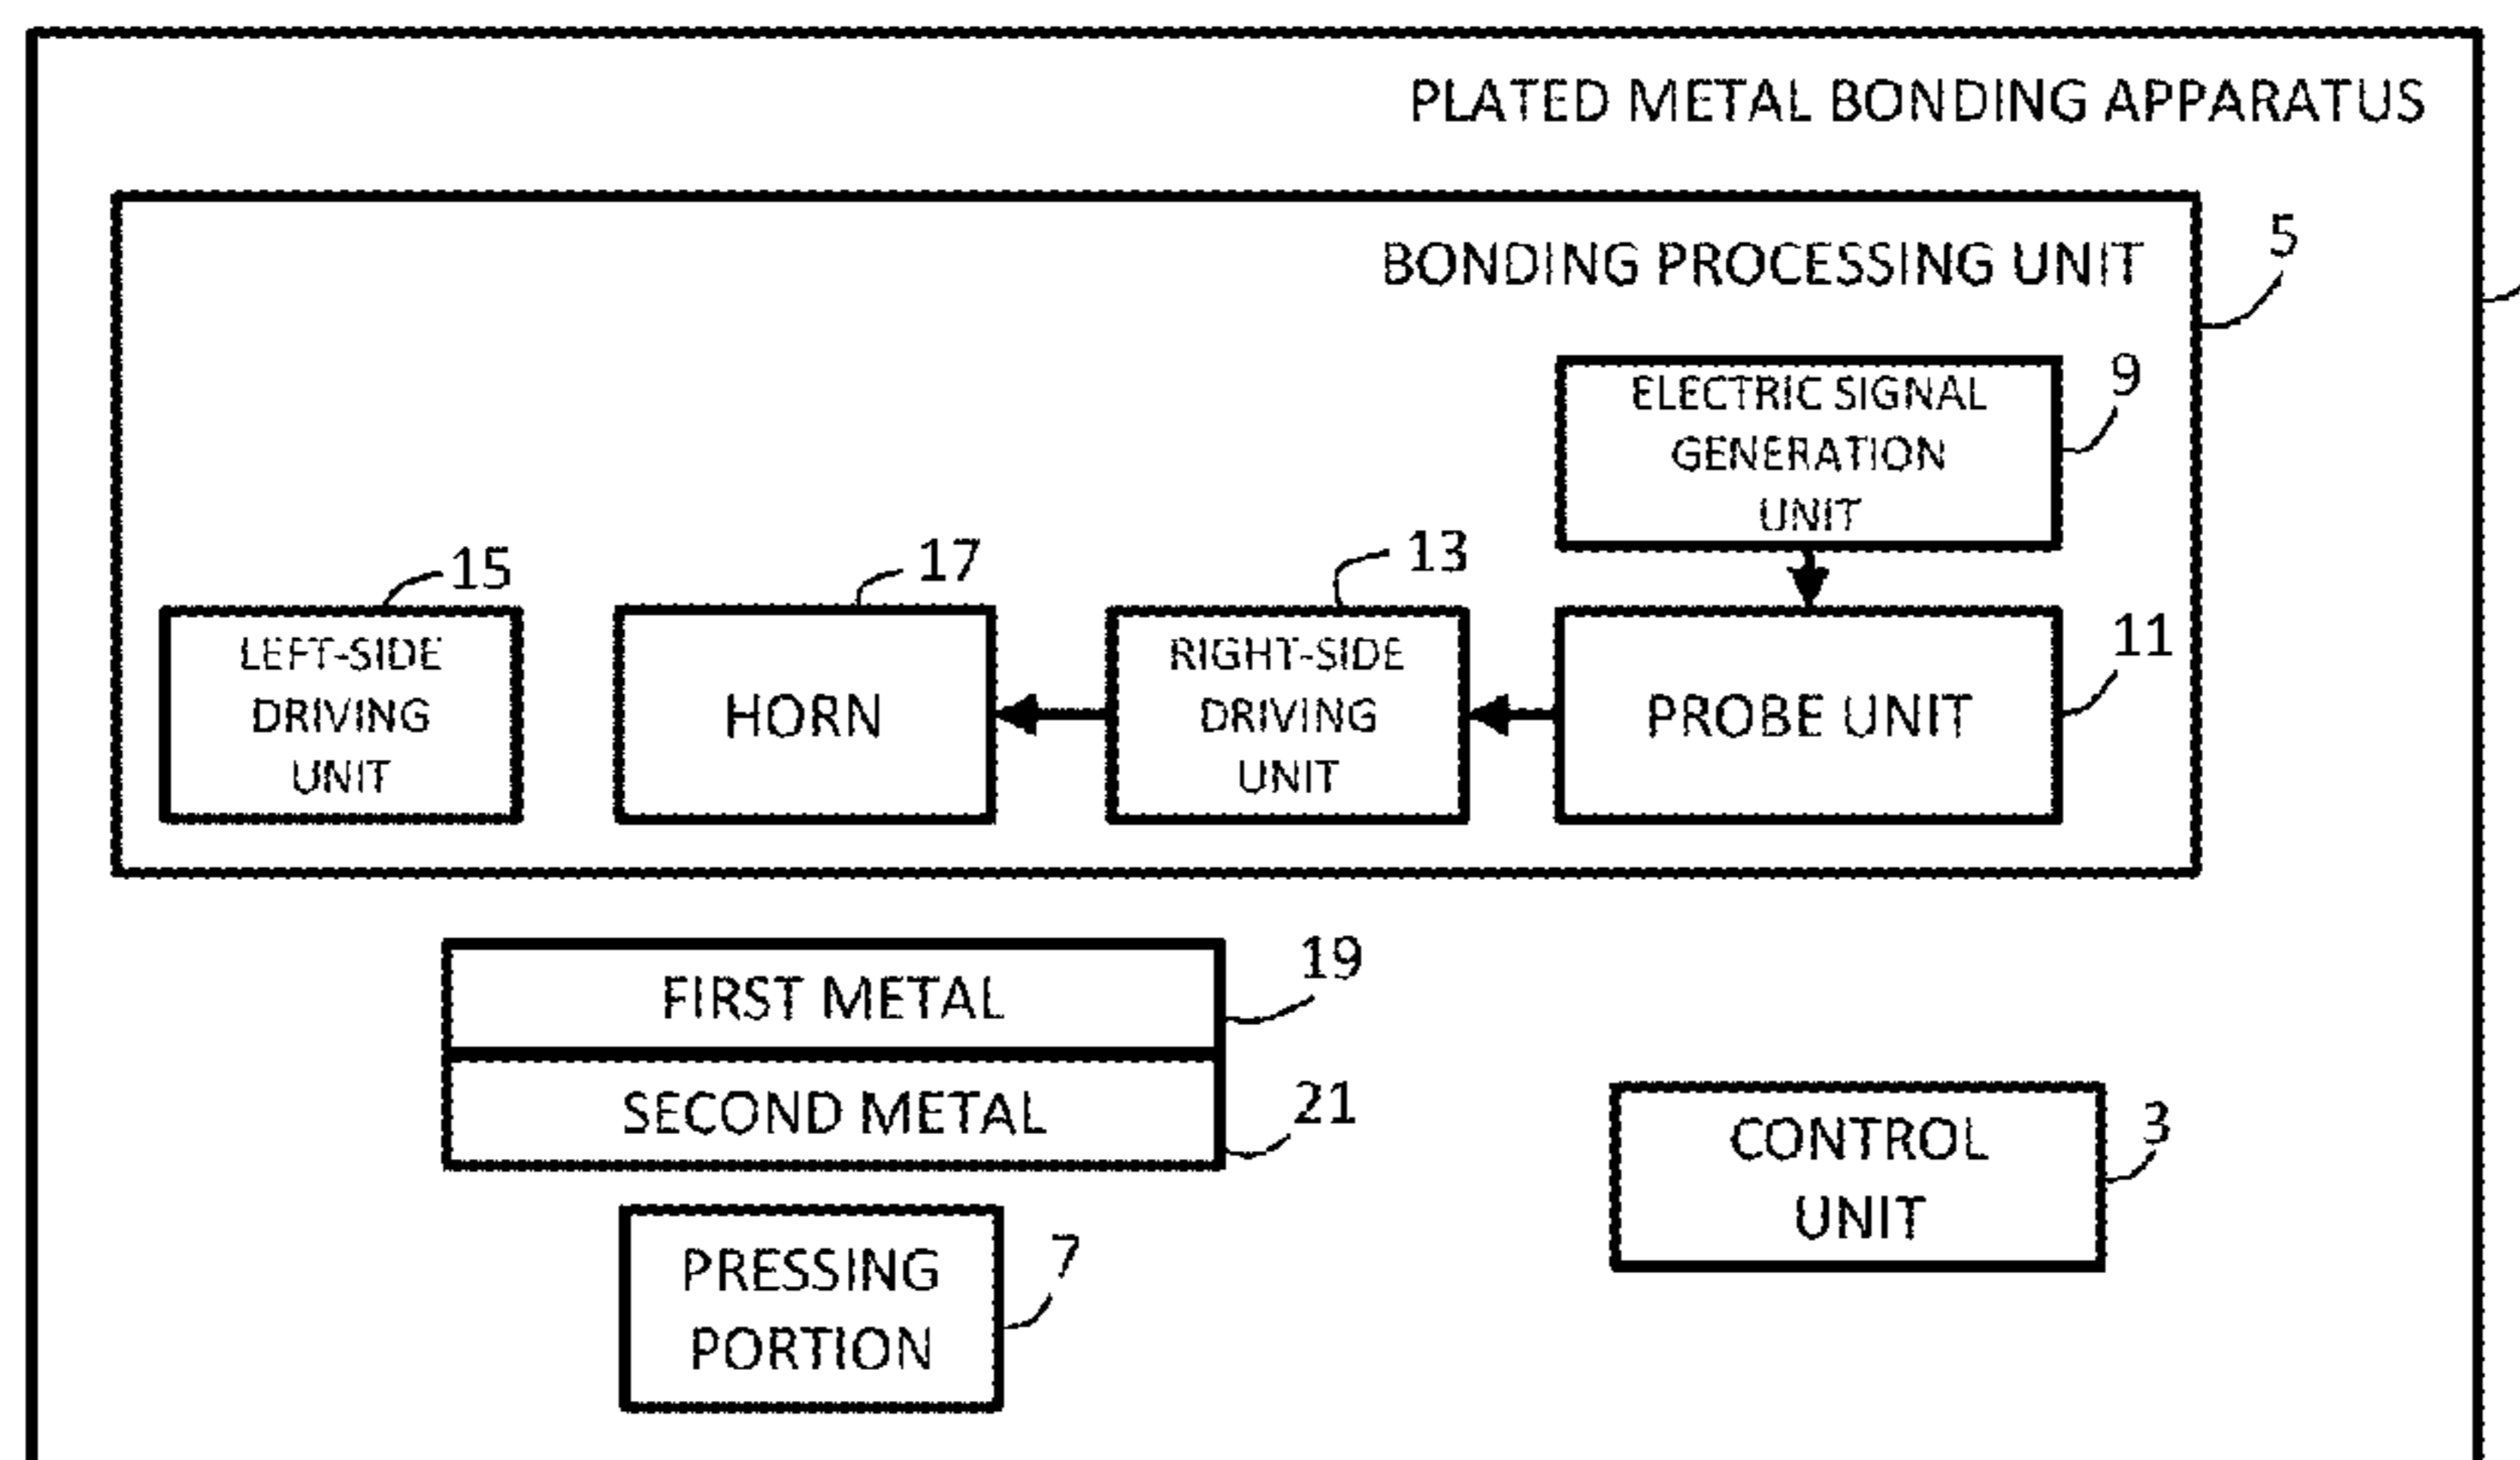 PLATED METAL BONDING APPARATUS
BONDING PROCESSING UNIT
5
ELECTRIC SIGNAL
GENERATION
UNIT
9
15
17
13
LEFT-SIDE
DRIVING
UNIT
HORN
RIGHT-SIDE
DRIVING
UNIT
PROBE UNIT
11
FIRST METAL
19
SECOND METAL
21
CONTROL
UNIT
3
PRESSING
PORTION
7